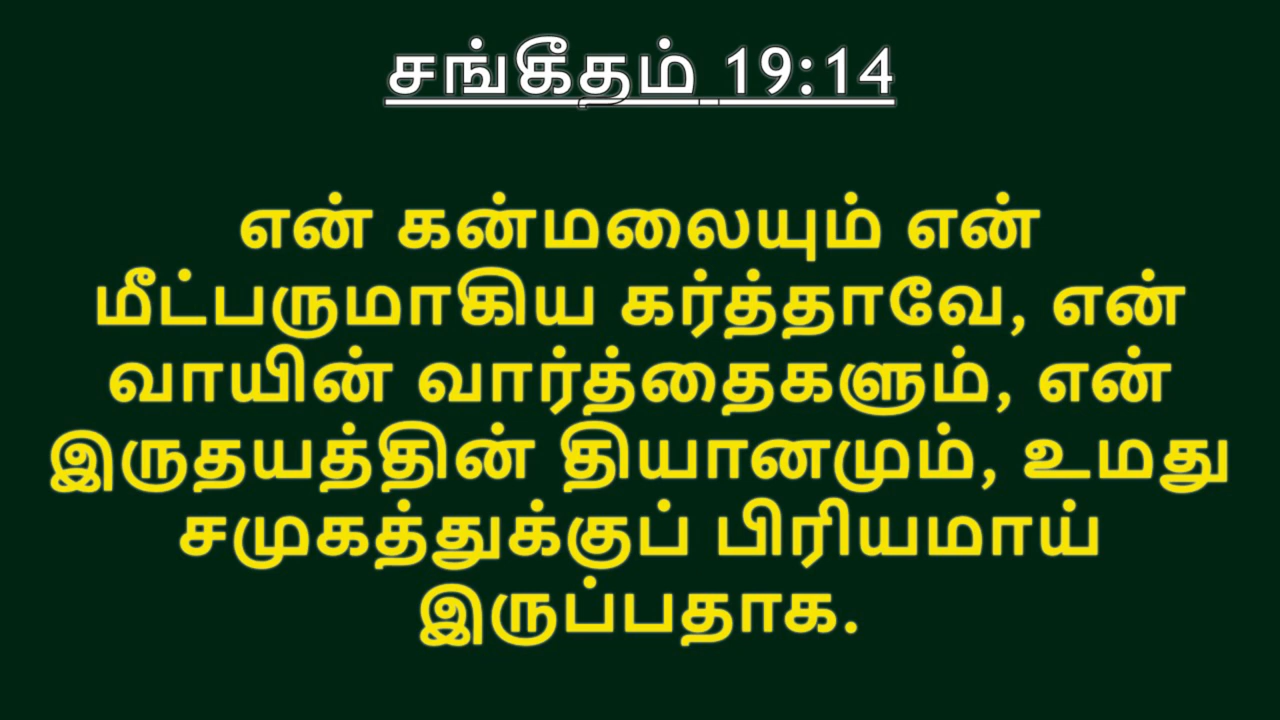 சங்கீதம் 19:14
என் கன்மலையும் என்
மீட்பருமாகிய கர்த்தாவே, என்
வாயின் வார்த்தைகளும், என்
இருதயத்தின் தியானமும், உமது
சமுகத்துக்குப் பிரியமாய்
இருப்பதாக.